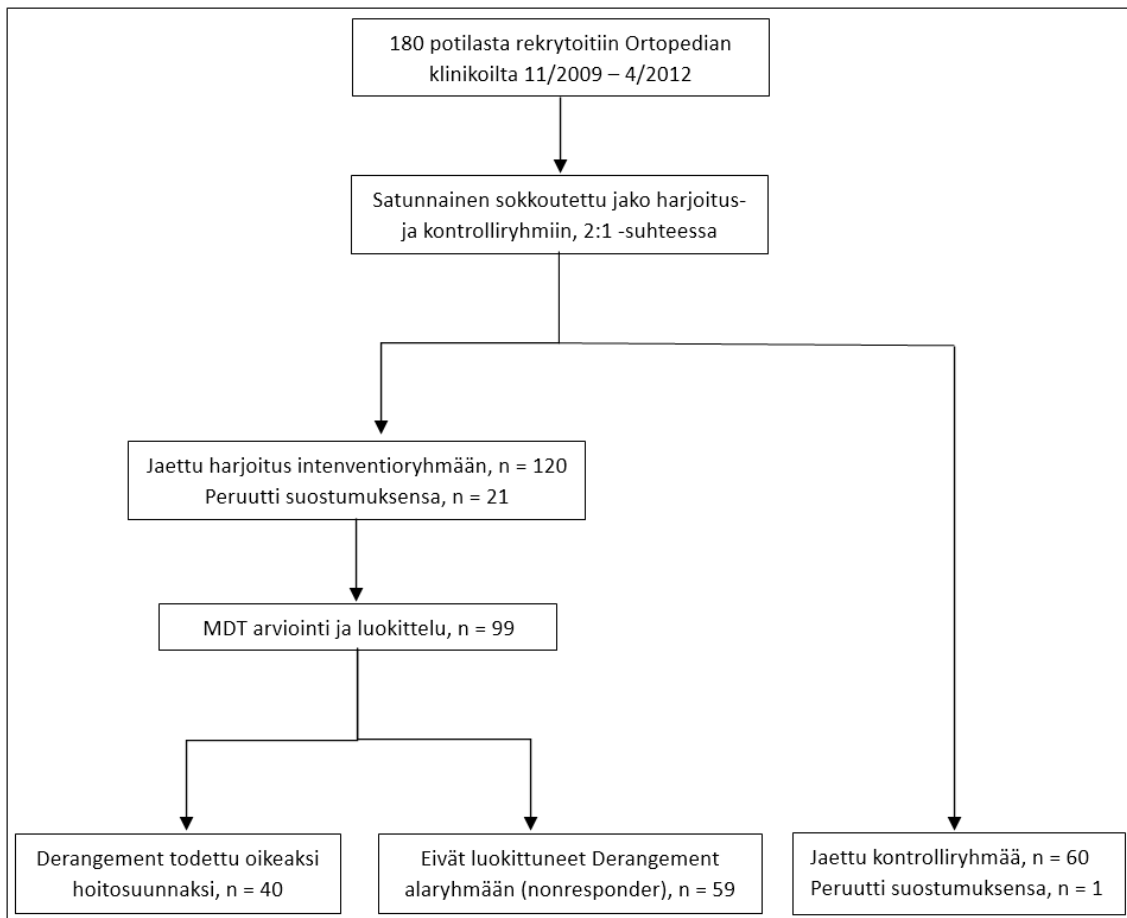 180 potilasta rekrytoitiin Ortopedian
klinikoilta 11/2009 – 4/2012
Satunnainen sokkoutettu jako harjoitus-
ja kontrolliryhmiin, 2:1 -suhteessa
Jaettu harjoitus intenventioryhmään, n = 120
Peruutti suostumuksensa, n = 21
MDT arviointi ja luokittelu, n = 99
Derangement todettu oikeaksi
hoitosuunnaksi, n = 40
Eivät luokittuneet Derangement
alaryhmään (nonresponder), n = 59
Jaettu kontrolliryhmää, n = 60
Peruutti suostumuksensa, n = 1